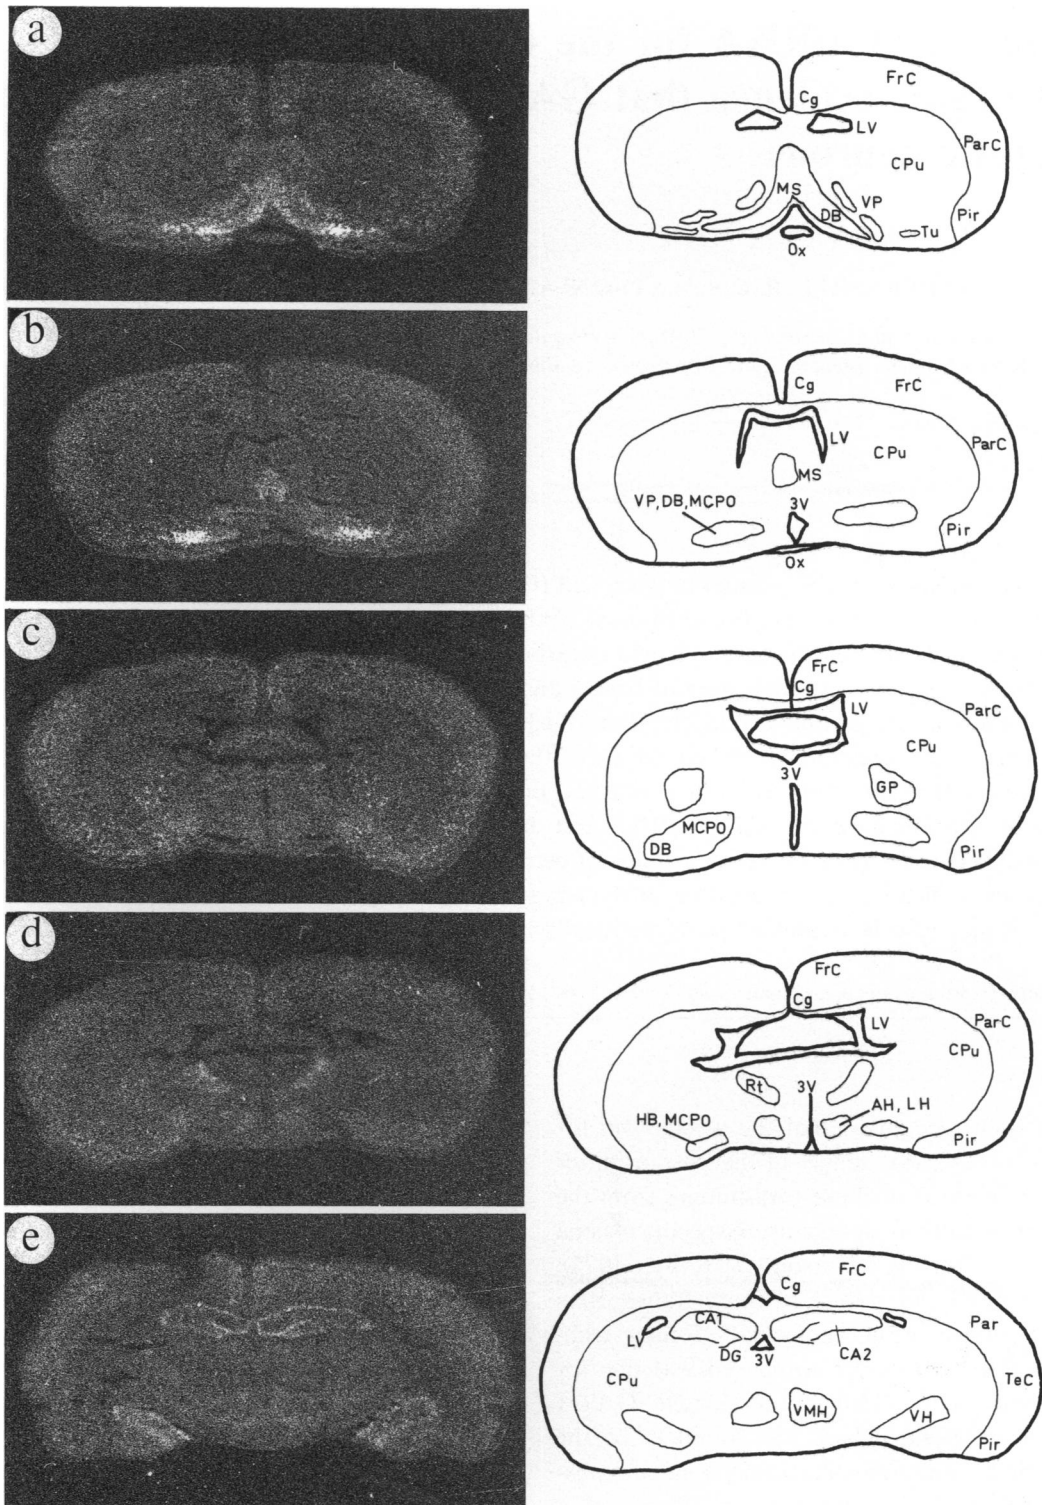 a
FrC
Cg
LV
ParC
CPu
MS
VP
DB
Pir
Tu
Ox
b
Cg
FrC
LV
ParC
CPu
MS
VP, DB, MCPO
3V
Pir
Ox
c
FrC
Cg
LV
ParC
CPu
3V
GP
MCPO
DB
Pir
d
FrC
Cg
LV
ParC
CPu
Rt
3V
AH, LH
HB, MCPO
Pir
e
FrC
Cg
CA1
Par
LV
DG
3V
CA2
CPu
TeC
VMH
VH
Pir